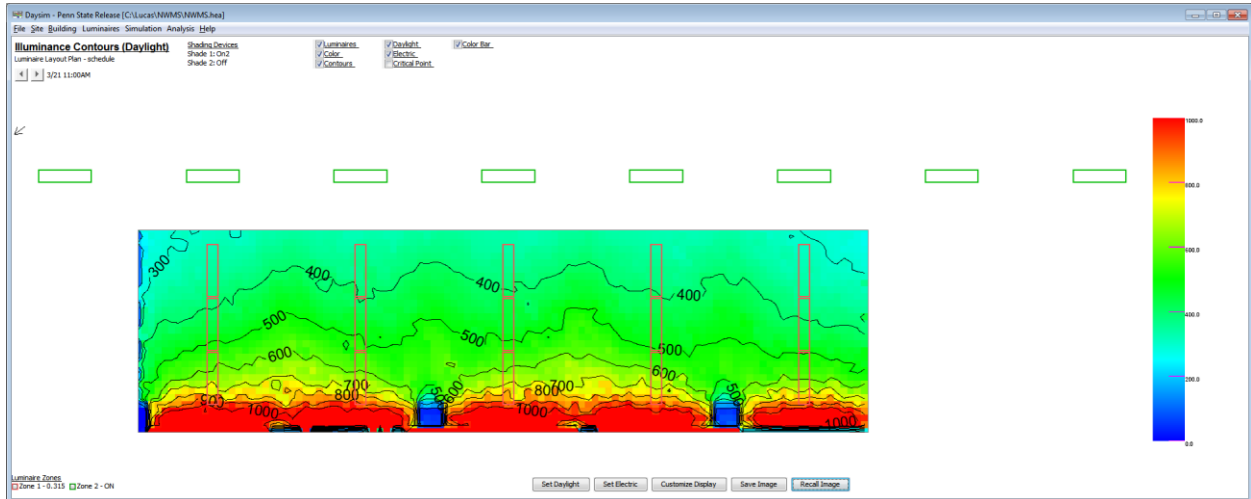 Daysim - Penn State Release [C:\Lucas\NWMS\NWMS.hea]
File Site Building Luminaires Simulation Analysis Help
Illuminance Contours (Daylight)
Luminaire Layout Plan - schedule
3/21 11:00AM
Shading Devices
Shade 1: On2
Shade 2: Off
Luminaires Daylight Color Bar
Color Electric
Contours Critical Point
1000.0
800.0
600.0
400.0
200.0
0.0
300
400
400
400
500
500
500
600
600
600
700
700
800
800
500
500
500
1000
1000
1000
Luminaire Zones
Zone 1 - 0.315 Zone 2 - ON
Set Daylight Set Electric Customize Display Save Image Recall Image